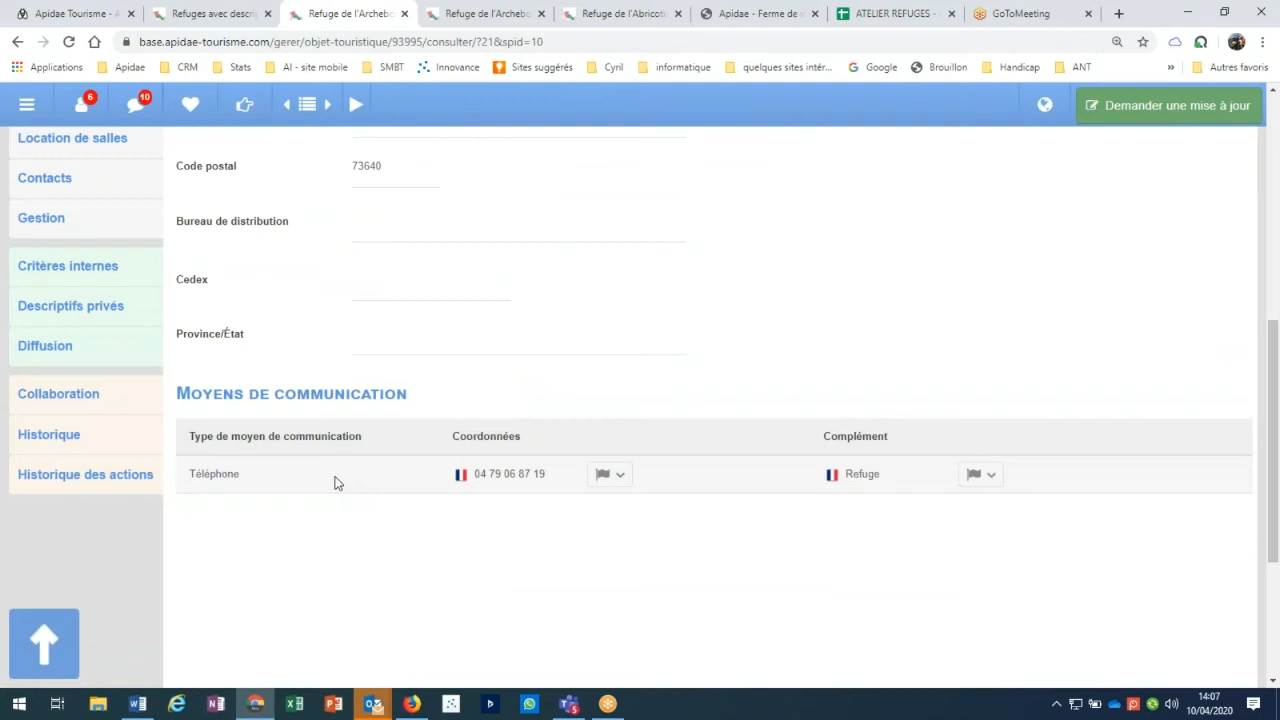 Apidae Tourisme - A
Refuges avec descrip
Refuge de l'Archebo
Refuge de l'Archebo
Refuge de l'Abricoti
Apidae - Ferme de v
ATELIER REFUGES -
GoToMeeting
base.apidae-tourisme.com/gerer/objet-touristique/93995/consulter/?21&spid=10
Applications
Apidae
CRM
Stats
AI - site mobile
SMBT
Innovance
Sites suggérés
Cyril
informatique
quelques sites intér...
Google
Brouillon
Handicap
ANT
»
Autres favoris
6
10
Demander une mise à jour
Location de salles
Contacts
Gestion
Critères internes
Descriptifs privés
Diffusion
Collaboration
Historique
Historique des actions
Code postal
73640
Bureau de distribution
Cedex
Province/État
MOYENS DE COMMUNICATION
Type de moyen de communication
Coordonnées
Complément
Téléphone
04 79 06 87 19
Refuge
14:07
10/04/2020